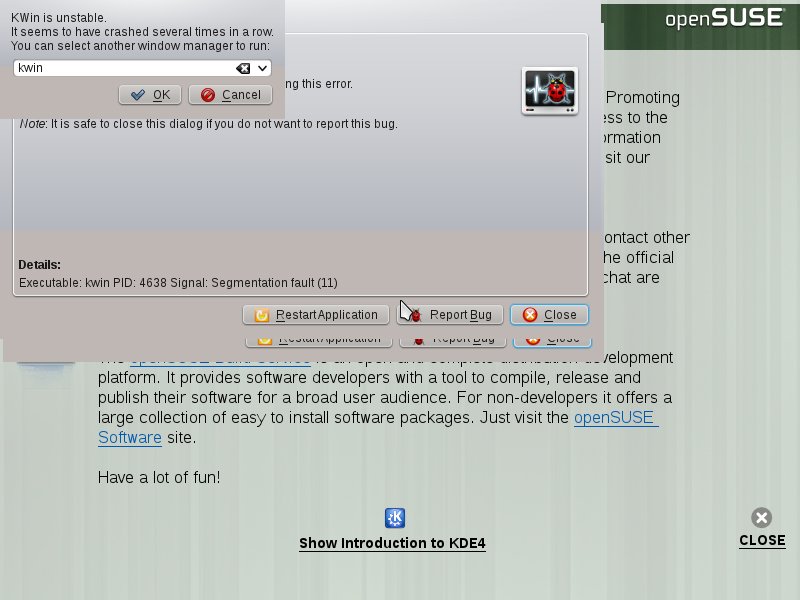 KWin is unstable.
It seems to have crashed several times in a row.
You can select another window manager to run:
kwin
OK Cancel
ng this error.
Note: It is safe to close this dialog if you do not want to report this bug.
Details:
Executable: kwin PID: 4638 Signal: Segmentation fault (11)
Restart Application Report Bug Close
Restart Application Report Bug Close
openSUSE
Promoting
ess to the
ormation
sit our
ontact other
he official
chat are
The openSUSE Build Service is an open and complete distribution development
platform. It provides software developers with a tool to compile, release and
publish their software for a broad user audience. For non-developers it offers a
large collection of easy to install software packages. Just visit the openSUSE
Software site.
Have a lot of fun!
Show Introduction to KDE4
CLOSE